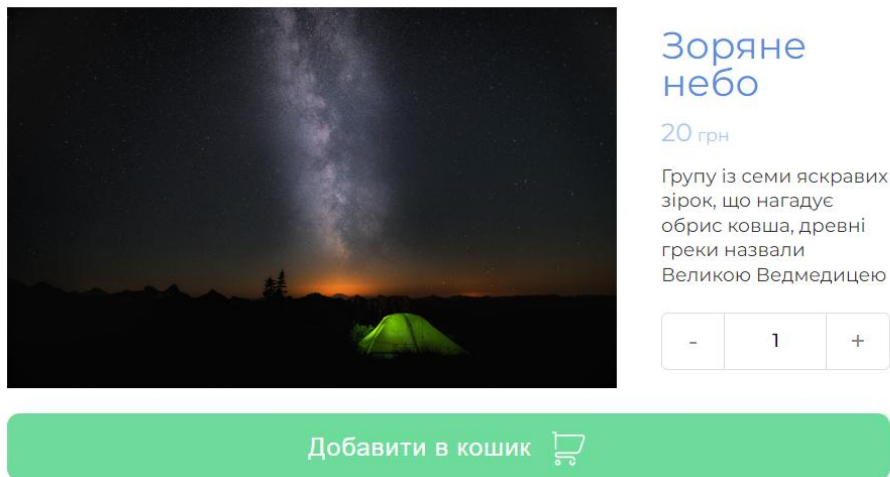 Зоряне
небо
20 грн
Групу із семи яскравих
зірок, що нагадує
обрис ковша, древні
греки назвали
Великою Ведмедицею
- 1 +
Добавити в кошик